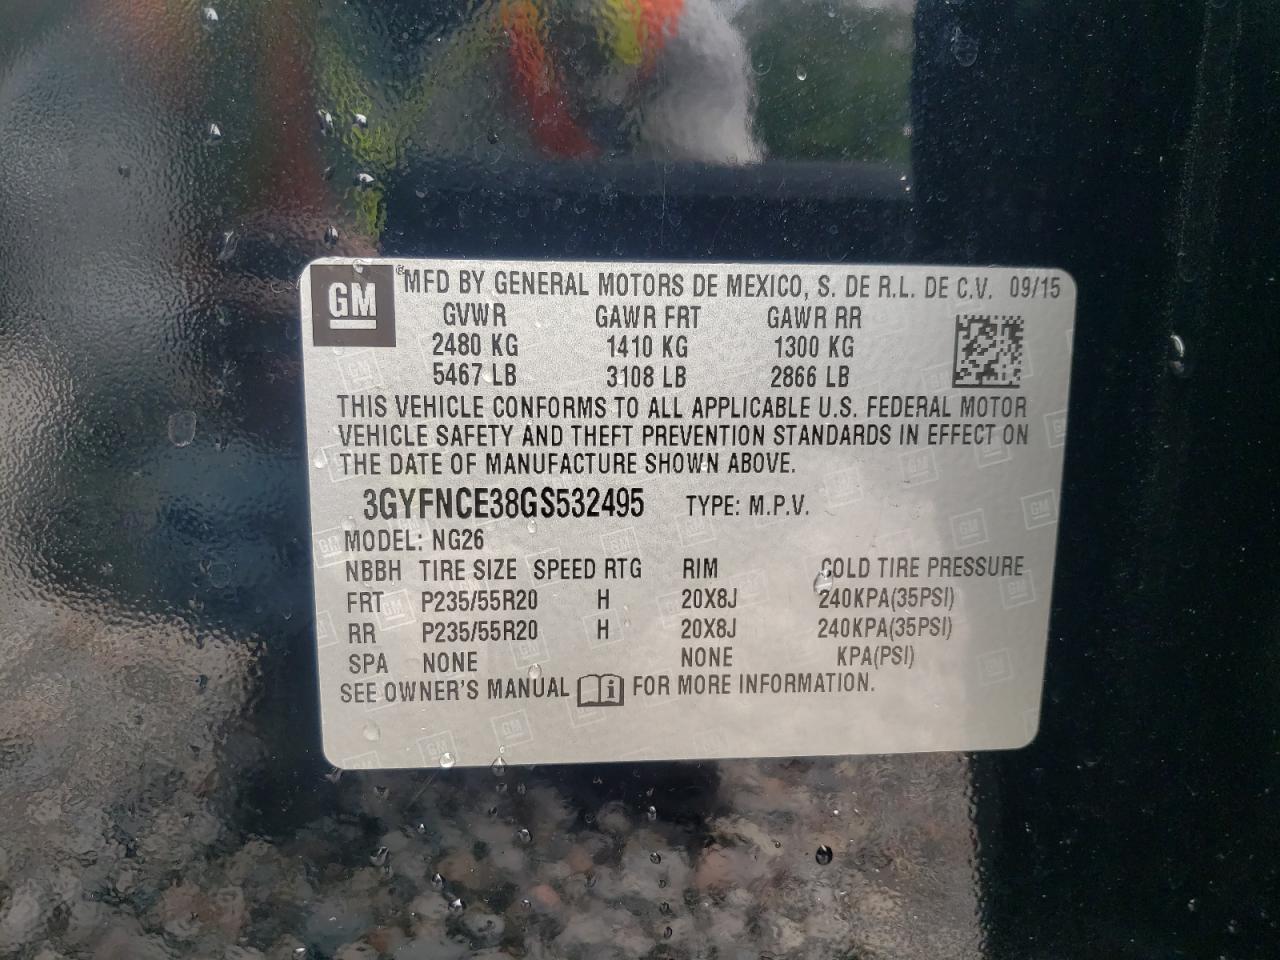 GM ® MFD BY GENERAL MOTORS DE MEXICO, S. DE R.L. DE C.V. 09/15
GVWR GAWR FRT GAWR RR
2480 KG 1410 KG 1300 KG
5467 LB 3108 LB 2866 LB
THIS VEHICLE CONFORMS TO ALL APPLICABLE U.S. FEDERAL MOTOR
VEHICLE SAFETY AND THEFT PREVENTION STANDARDS IN EFFECT ON
THE DATE OF MANUFACTURE SHOWN ABOVE.
3GYFNCE38GS532495 TYPE: M.P.V.
MODEL: NG26
NBBH TIRE SIZE SPEED RTG RIM COLD TIRE PRESSURE
FRT P235/55R20 H 20X8J 240KPA(35PSI)
RR P235/55R20 H 20X8J 240KPA(35PSI)
SPA NONE NONE KPA(PSI)
SEE OWNER'S MANUAL i FOR MORE INFORMATION.